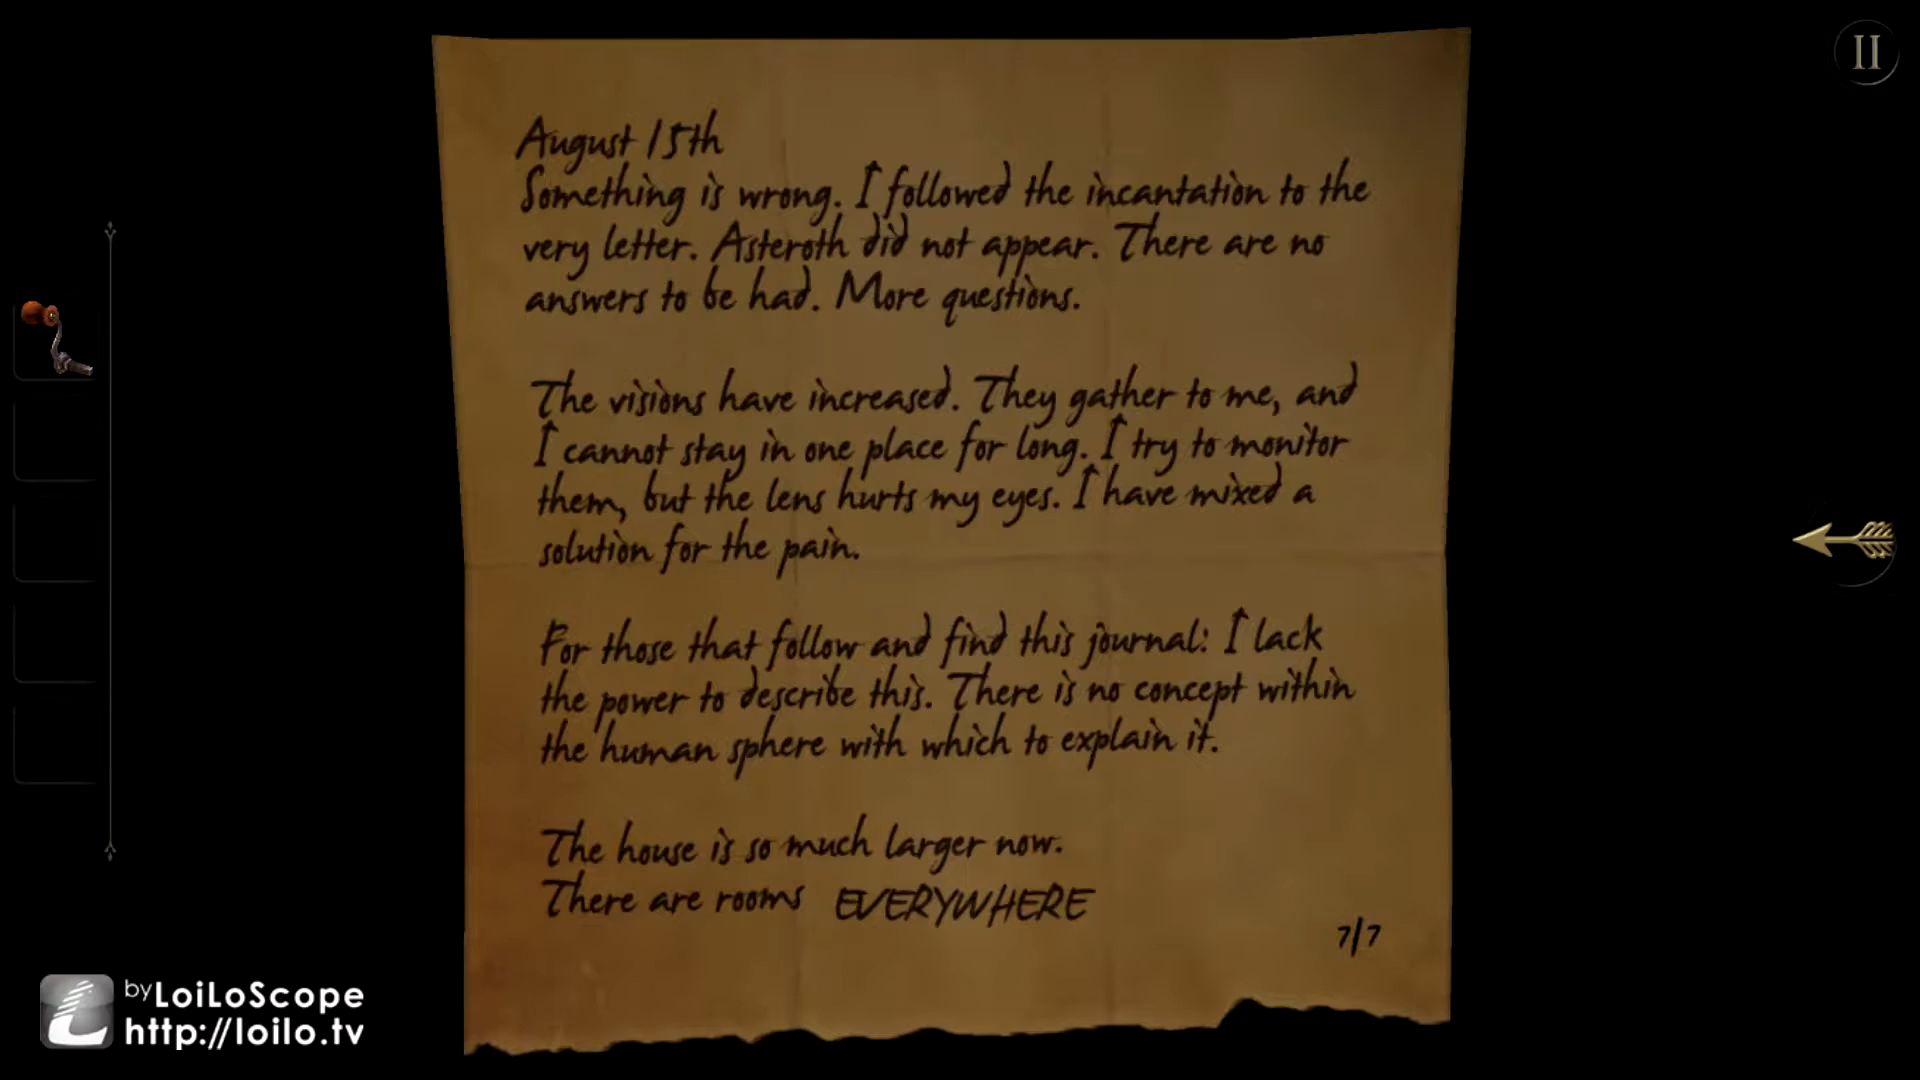 August 15th
Something is wrong. I followed the incantation to the
very letter. Asteroth did not appear. There are no
answers to be had. More questions.
The visions have increased. They gather to me, and
I cannot stay in one place for long. I try to monitor
them, but the lens hurts my eyes. I have mixed a
solution for the pain.
For those that follow and find this journal: I lack
the power to describe this. There is no concept within
the human sphere with which to explain it.
The house is so much larger now.
There are rooms EVERYWHERE
7/7
by LoiLoScope
http://loilo.tv